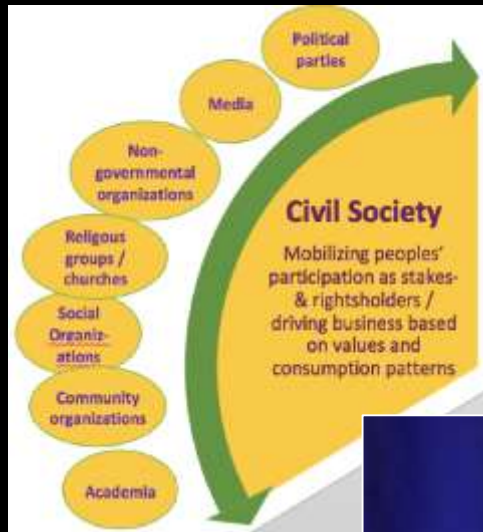 Political
parties
Media
Non-
governmental
organizations
Religous
groups /
churches
Social
Organiz-
ations
Community
organizations
Academia
Civil Society
Mobilizing peoples'
participation as stakes-
& rightsholders /
driving business based
on values and
consumption patterns